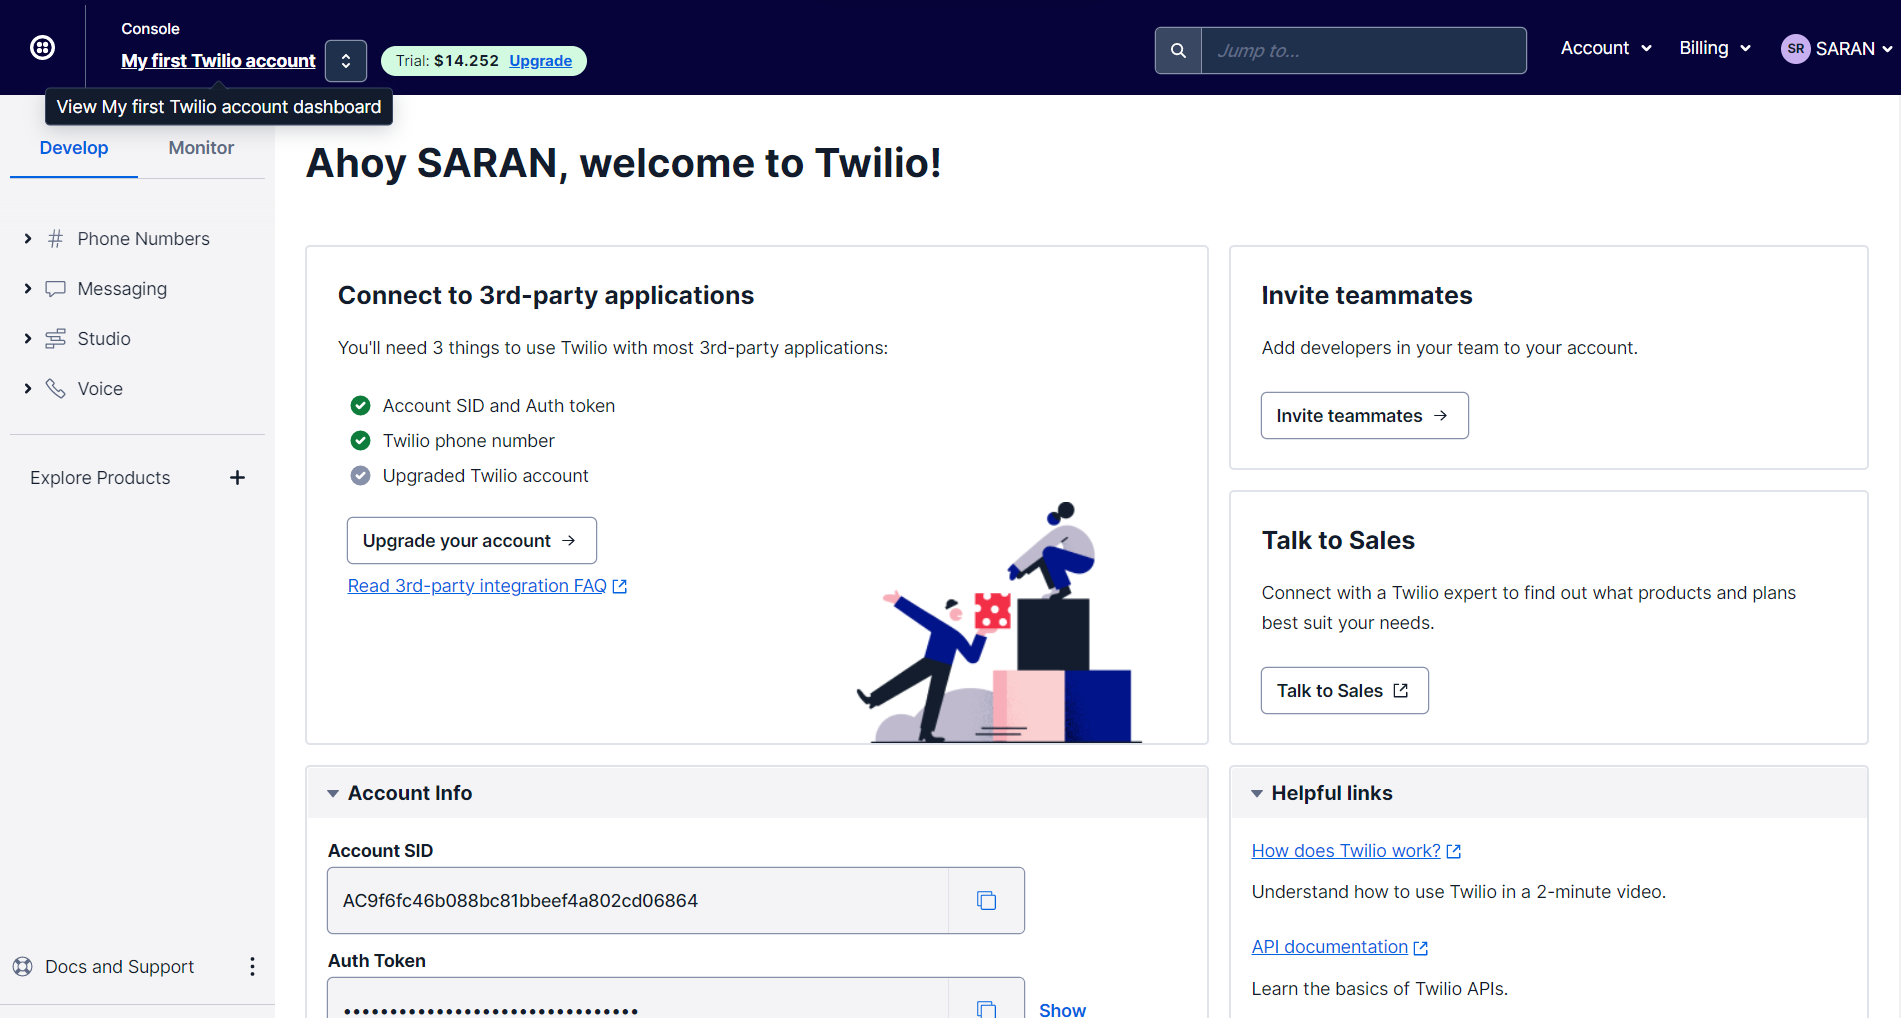 Console
My first Twilio account
Trial: $14.252 Upgrade
Jump to...
Account
Billing
SR SARAN
View My first Twilio account dashboard
Develop
Monitor
Phone Numbers
Messaging
Studio
Voice
Explore Products
Docs and Support
Ahoy SARAN, welcome to Twilio!
Connect to 3rd-party applications
You'll need 3 things to use Twilio with most 3rd-party applications:
Account SID and Auth token
Twilio phone number
Upgraded Twilio account
Upgrade your account →
Read 3rd-party integration FAQ
Invite teammates
Add developers in your team to your account.
Invite teammates →
Talk to Sales
Connect with a Twilio expert to find out what products and plans
best suit your needs.
Talk to Sales
Account Info
Account SID
AC9f6fc46b088bc81bbeef4a802cd06864
Auth Token
••••••••••••••••••••••••••••••••
Show
Helpful links
How does Twilio work?
Understand how to use Twilio in a 2-minute video.
API documentation
Learn the basics of Twilio APIs.